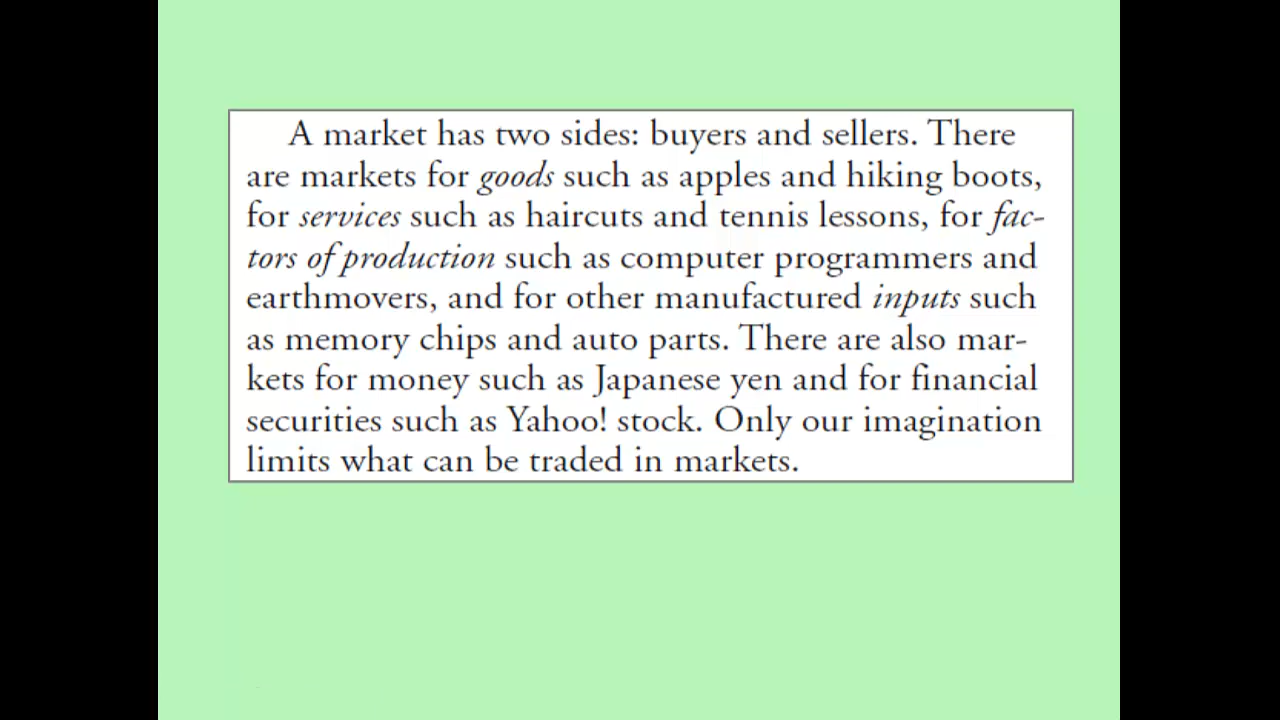 A market has two sides: buyers and sellers. There
are markets for goods such as apples and hiking boots,
for services such as haircuts and tennis lessons, for fac-
tors of production such as computer programmers and
earthmovers, and for other manufactured inputs such
as memory chips and auto parts. There are also mar-
kets for money such as Japanese yen and for financial
securities such as Yahoo! stock. Only our imagination
limits what can be traded in markets.